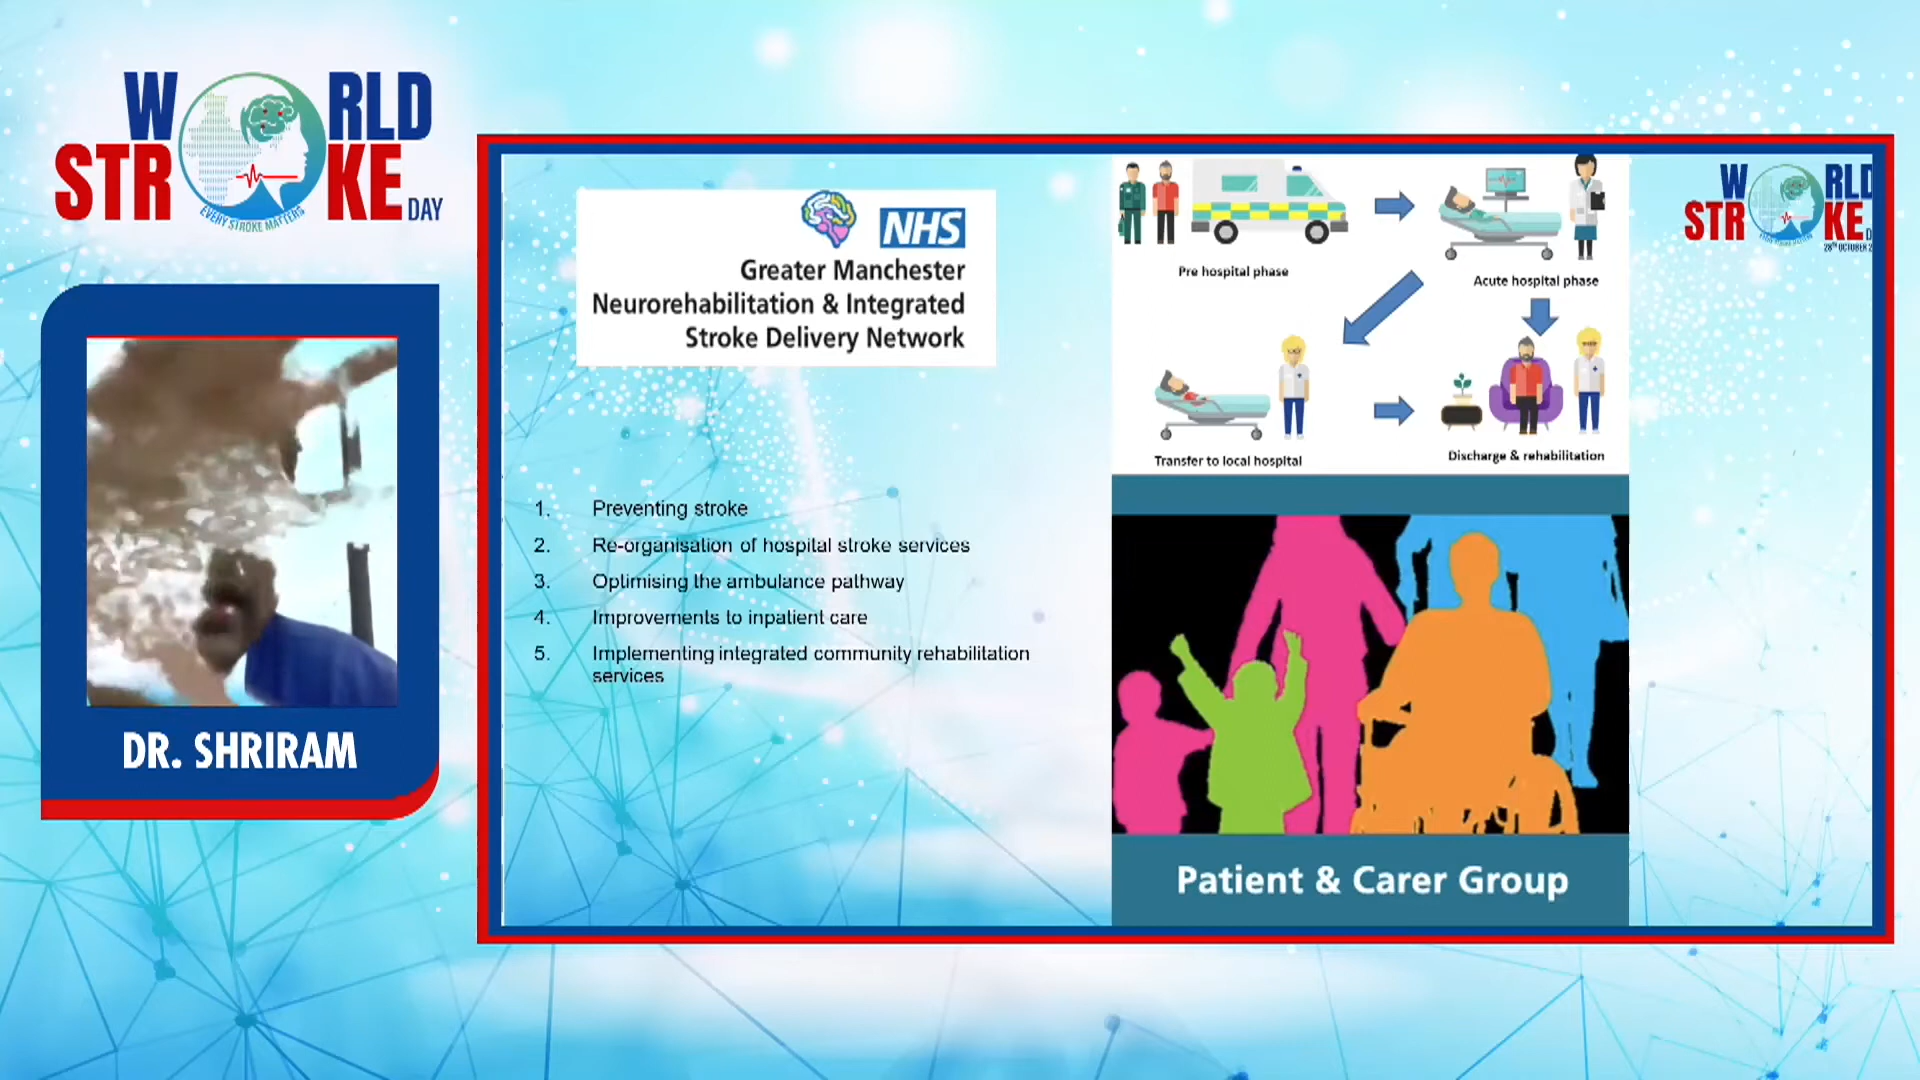 WORLD
STROKE DAY
EVERY STROKE MATTERS
DR. SHRIRAM
NHS
Greater Manchester
Neurorehabilitation & Integrated
Stroke Delivery Network
1. Preventing stroke
2. Re-organisation of hospital stroke services
3. Optimising the ambulance pathway
4. Improvements to inpatient care
5. Implementing integrated community rehabilitation
services
Pre hospital phase
Acute hospital phase
Transfer to local hospital
Discharge & rehabilitation
Patient & Carer Group
WORLD
STROKE D
28TH OCTOBER 2